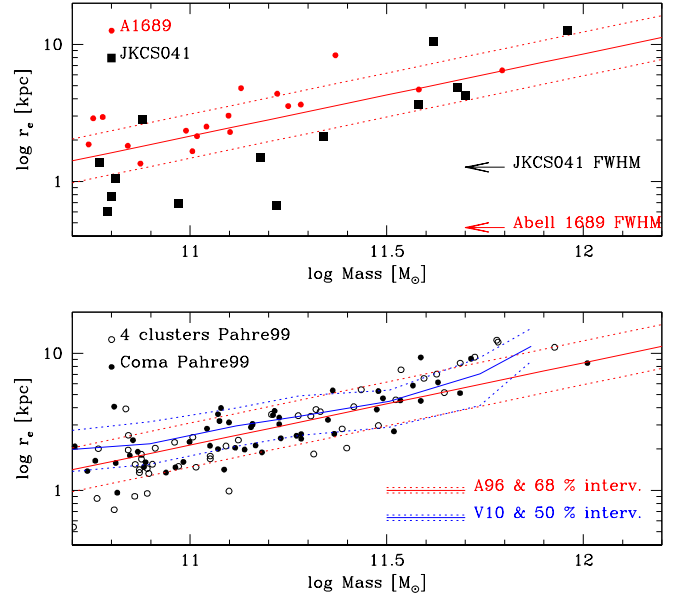 A1689
JKCS041
10
1
log r_e [kpc]
JKCS041 FWHM
Abell 1689 FWHM
11
11.5
12
log Mass [M_⊙]
4 clusters Pahre99
Coma Pahre99
10
1
log r_e [kpc]
A96 & 68 % interv.
V10 & 50 % interv.
11
11.5
12
log Mass [M_⊙]